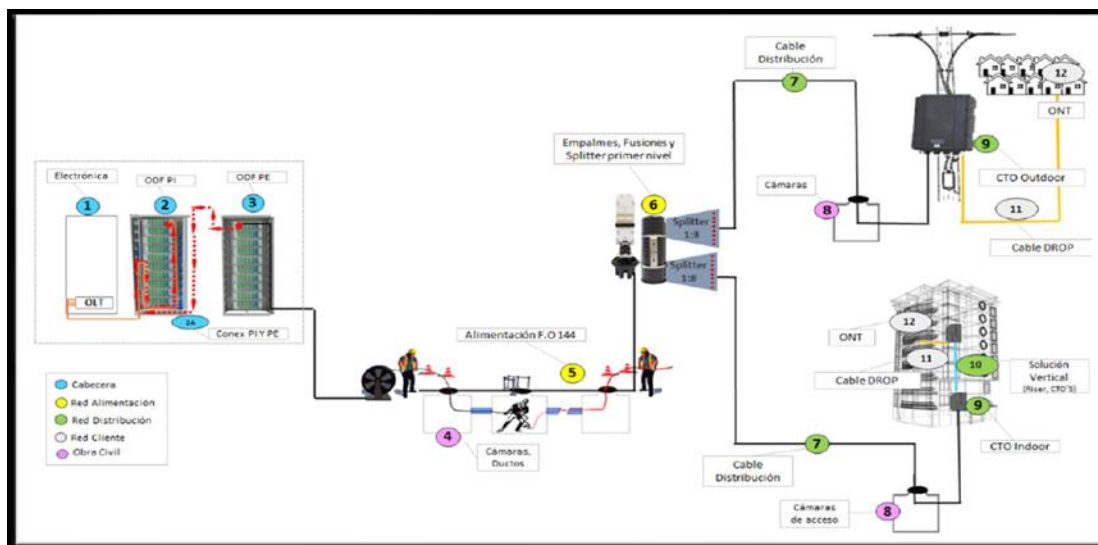 Electrónica
1
OLT
ODF PI
2
ODF PE
3
2A
Conex PI Y PE
Cabecera
Red Alimentación
Red Distribución
Red Cliente
Obra Civil
4
Cámaras,
Ductos
Alimentación F.O 144
5
Empalmes, Fusiones y
Splitter primer nivel
6
Splitter
1:8
Splitter
1:8
Cable
Distribución
7
Cámaras
8
9
CTO Outdoor
11
Cable DROP
12
ONT
12
ONT
11
Cable DROP
10
Solución
Vertical
(Riser, CTO'S)
9
CTO Indoor
7
Cable
Distribución
Cámaras
de acceso
8